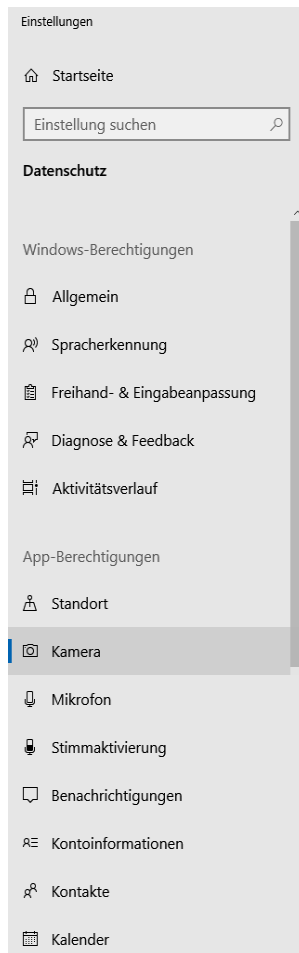 Einstellungen
Startseite
Einstellung suchen
Datenschutz
Windows-Berechtigungen
Allgemein
Spracherkennung
Freihand- & Eingabeanpassung
Diagnose & Feedback
Aktivitätsverlauf
App-Berechtigungen
Standort
Kamera
Mikrofon
Stimmaktivierung
Benachrichtigungen
Kontoinformationen
Kontakte
Kalender